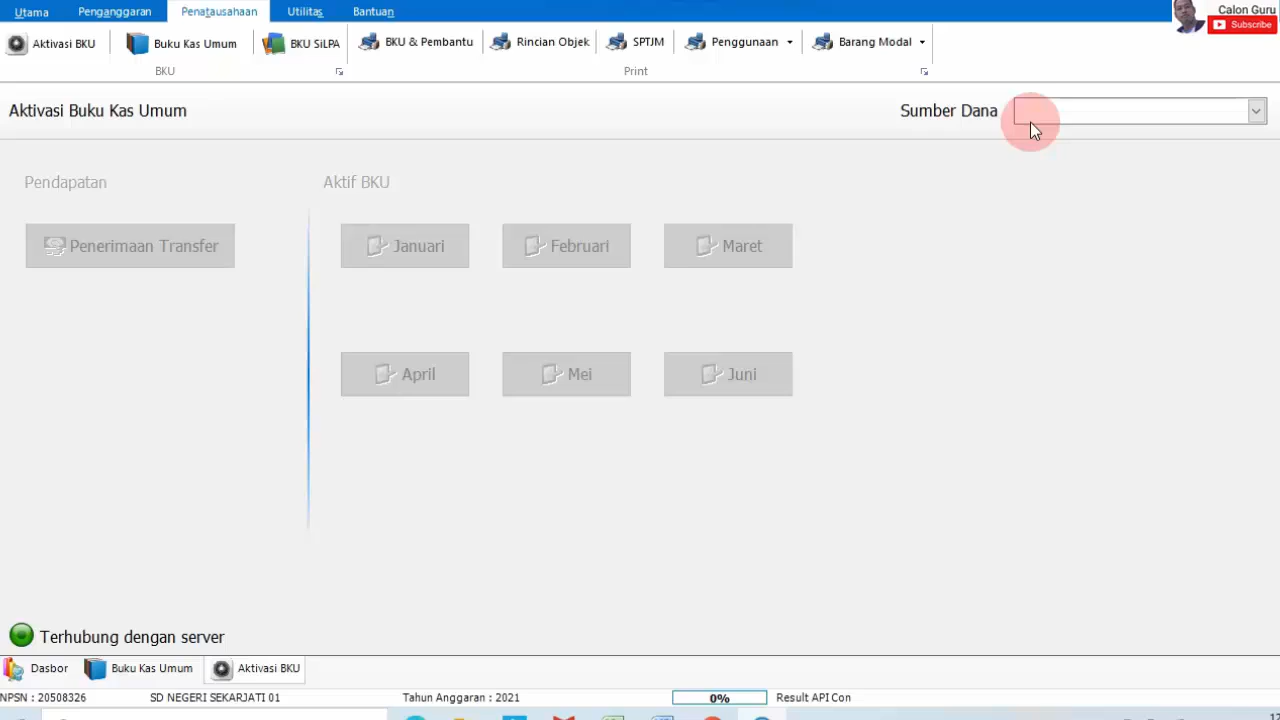 Utama Penganggaran Penatausahaan Utilitas Bantuan
Calon Guru
Subscribe
Aktivasi BKU Buku Kas Umum BKU SiLPA BKU & Pembantu Rincian Objek SPTJM Penggunaan Barang Modal
BKU Print
Aktivasi Buku Kas Umum Sumber Dana
Pendapatan Aktif BKU
Penerimaan Transfer Januari Februari Maret
April Mei Juni
Terhubung dengan server
Dasbor Buku Kas Umum Aktivasi BKU
NPSN : 20508326 SD NEGERI SEKARJATI 01 Tahun Anggaran : 2021 0% Result API Con